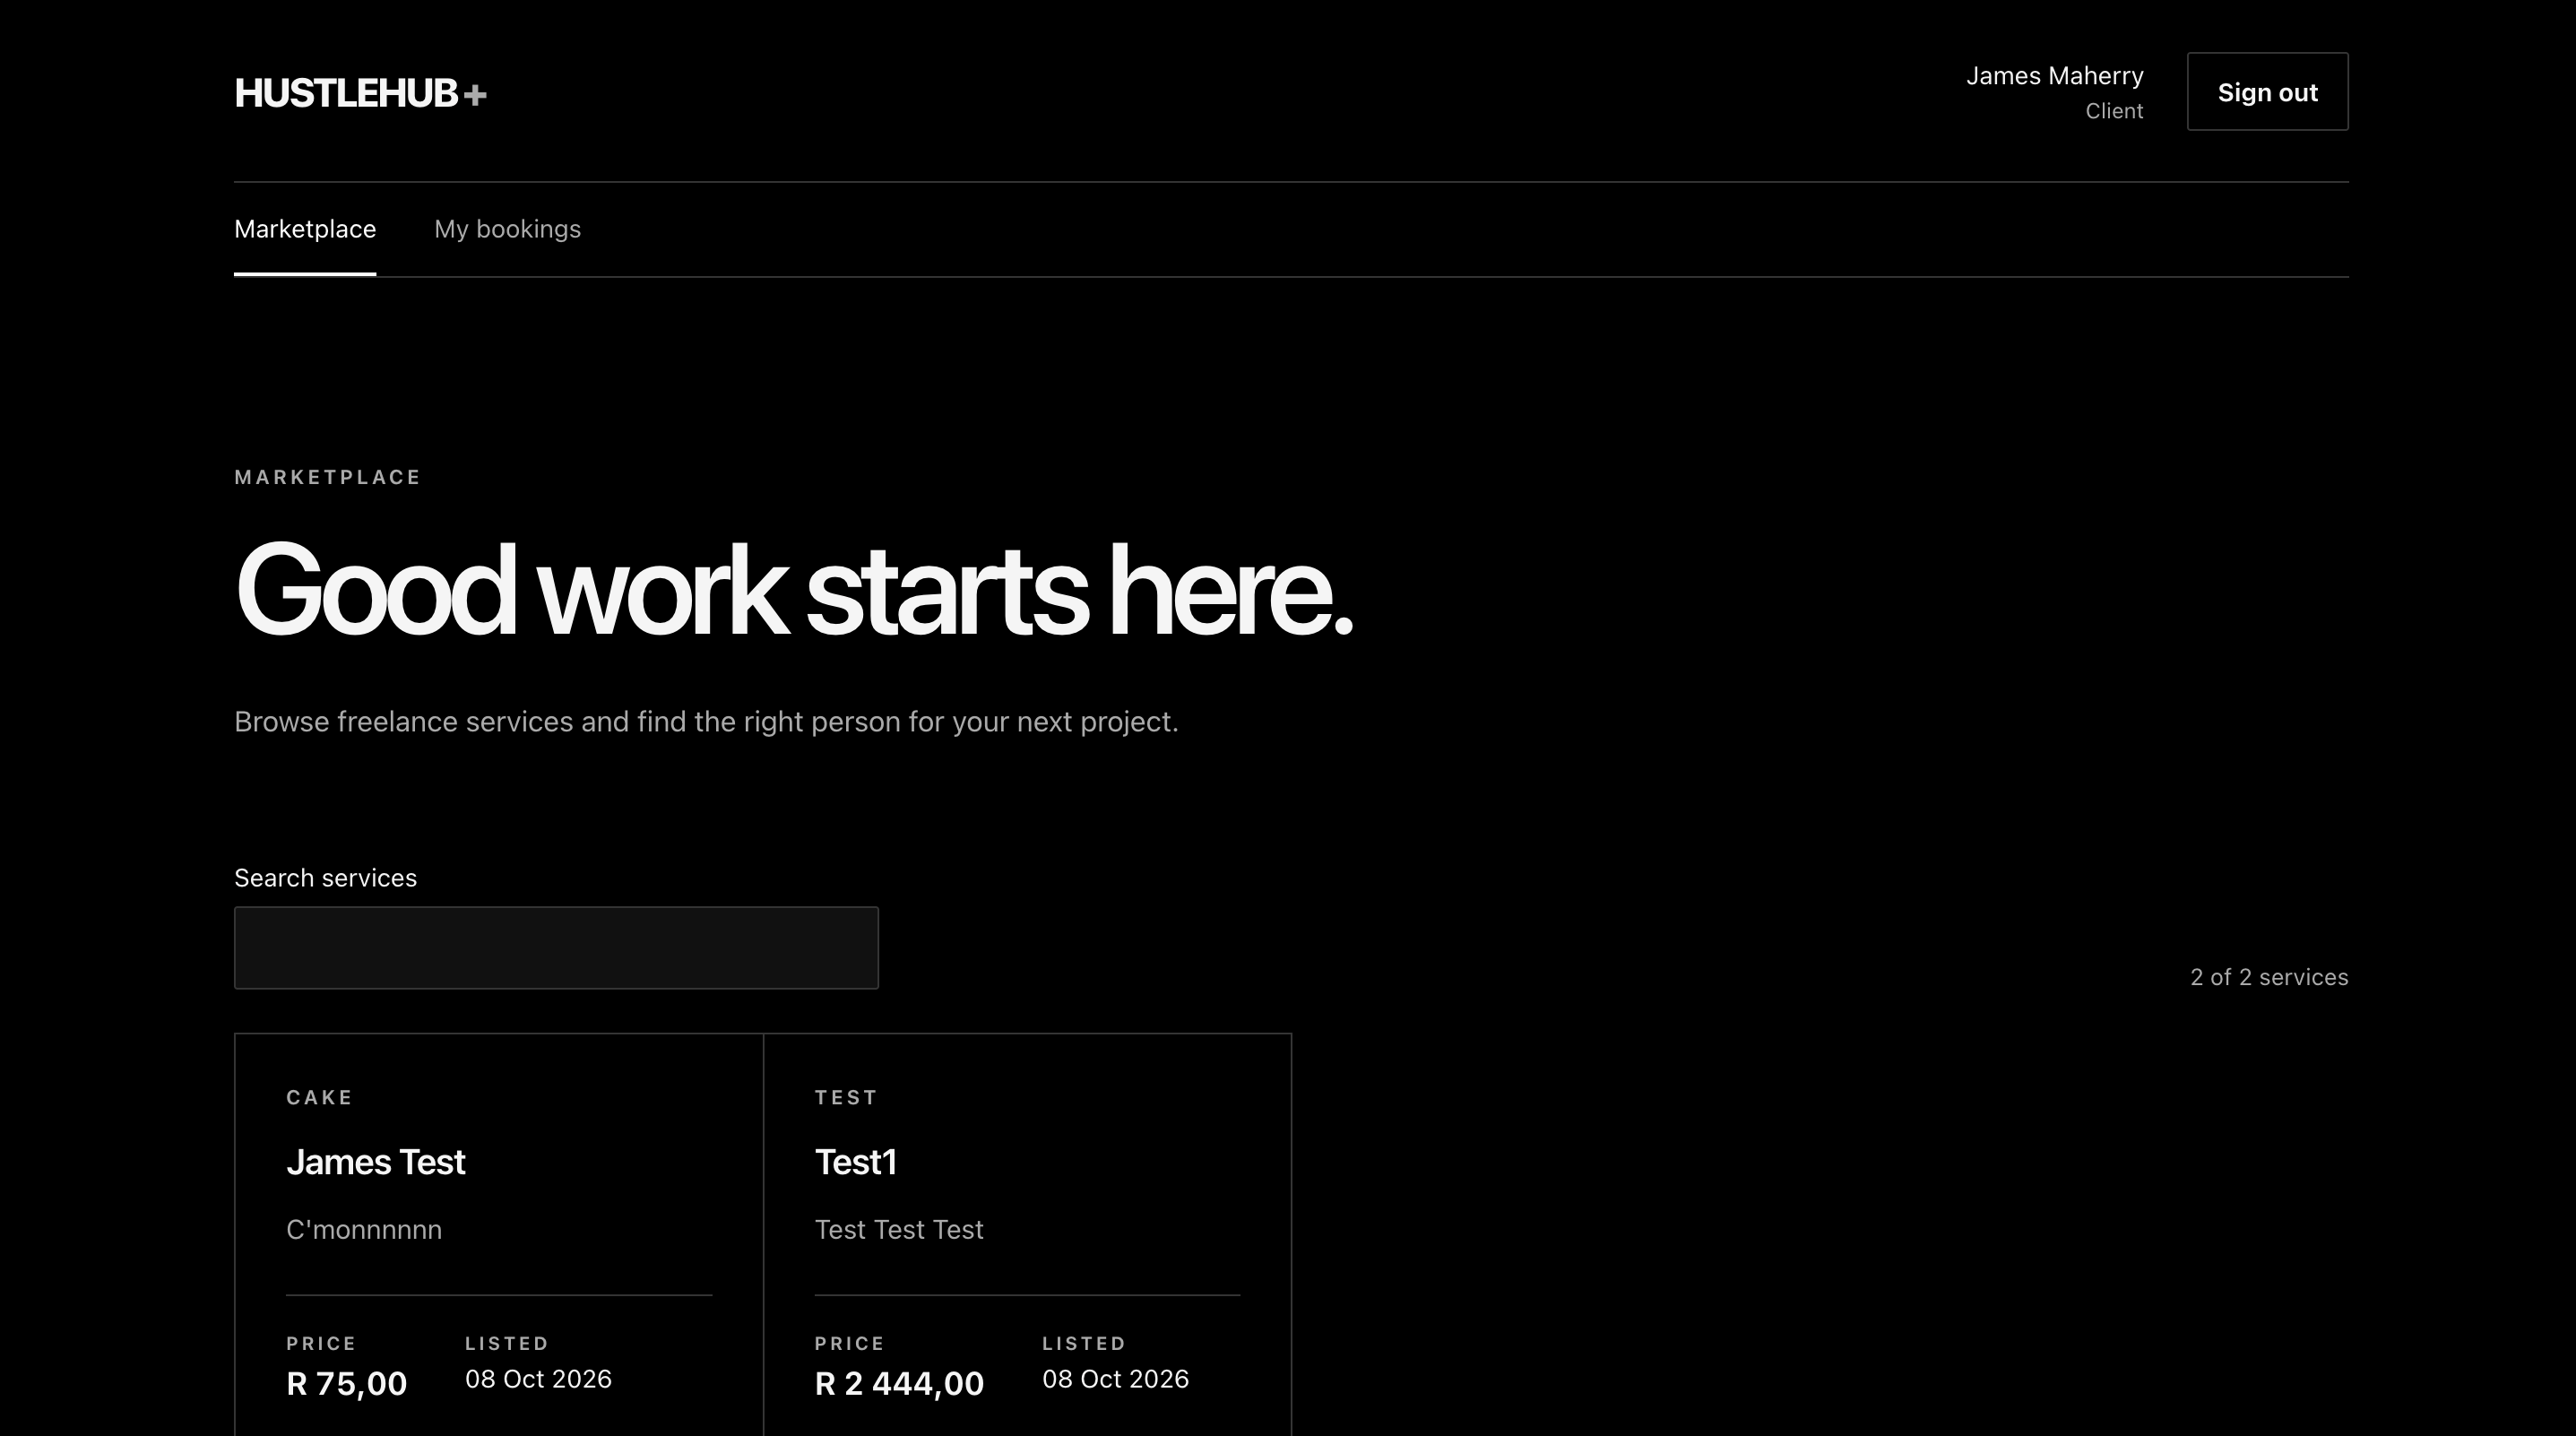 HUSTLEHUB+
James Maherry
Client
Sign out
Marketplace
My bookings
MARKETPLACE
Good work starts here.
Browse freelance services and find the right person for your next project.
Search services
2 of 2 services
CAKE
James Test
C'monnnnnn
PRICE
LISTED
R 75,00
08 Oct 2026
TEST
Test1
Test Test Test
PRICE
LISTED
R 2 444,00
08 Oct 2026